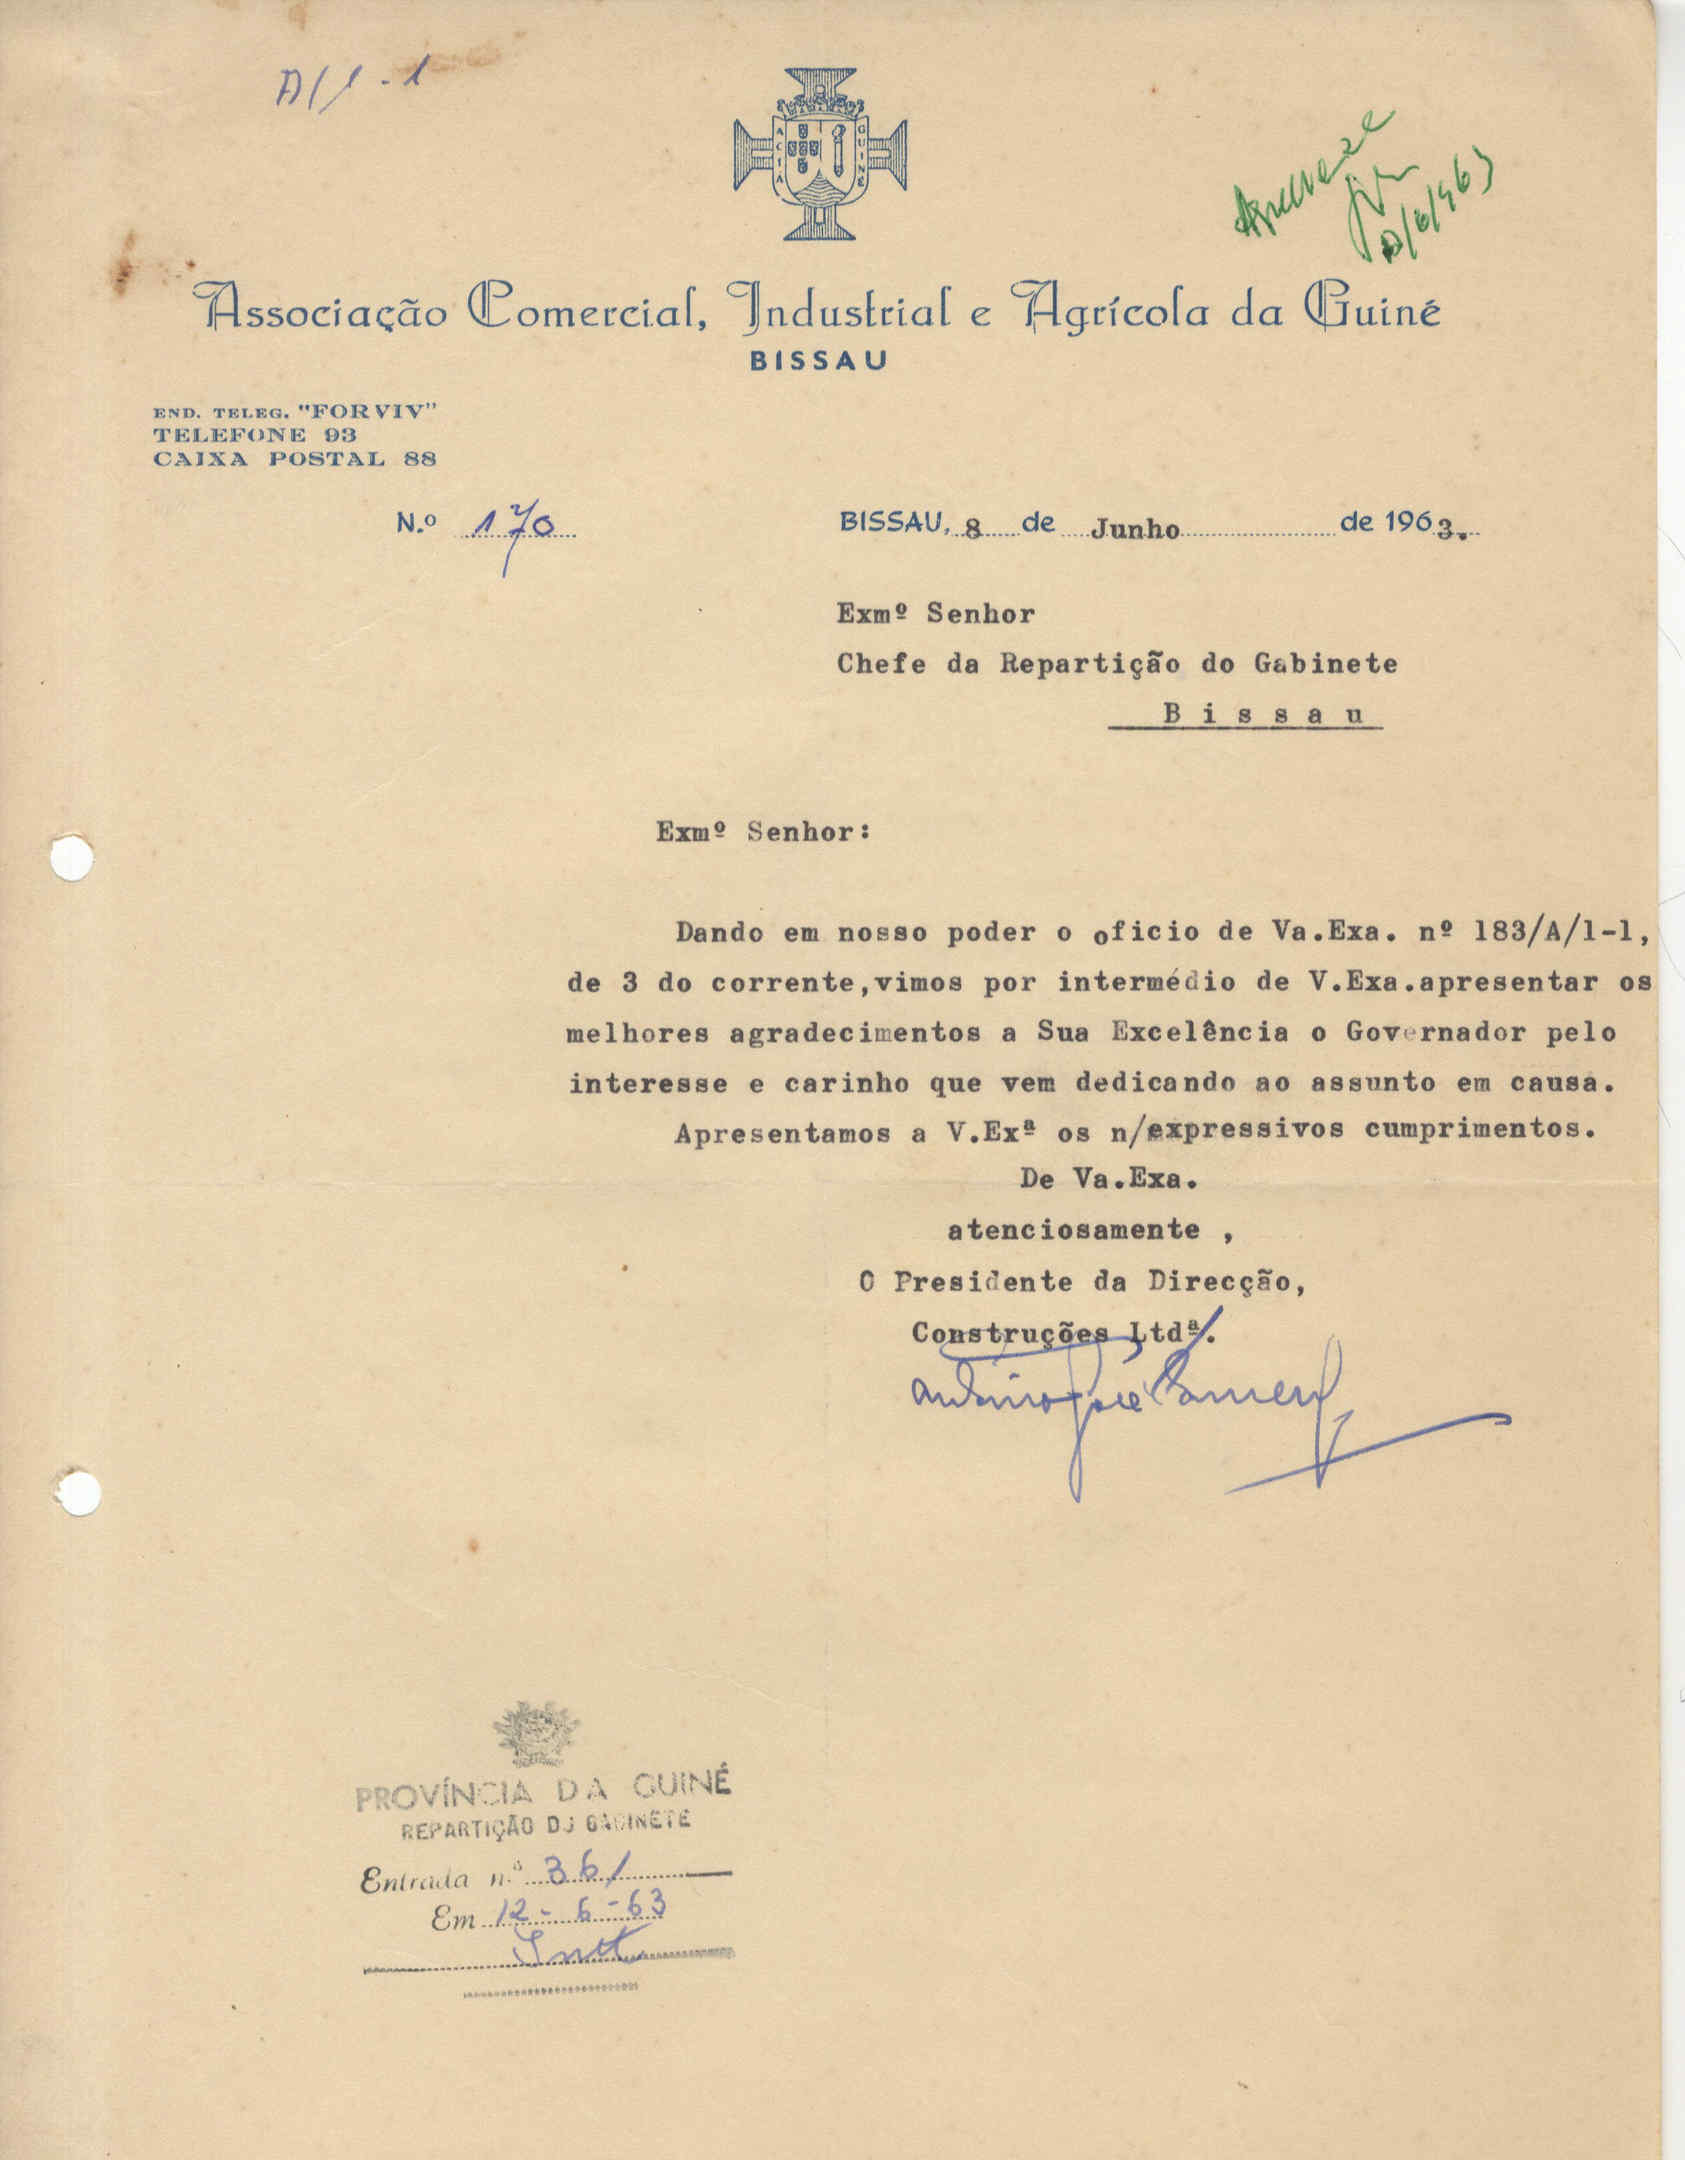 A/1-1
ACIA GUINÉ
Associação Comercial, Industrial e Agrícola da Guiné
BISSAU
END. TELEG. "FORVIV"
TELEFONE 93
CAIXA POSTAL 88
N.º 170
BISSAU, 8 de Junho de 1963.
Exmº Senhor
Chefe da Repartição do Gabinete
B i s s a u
Exmº Senhor:
Dando em nosso poder o oficio de Va.Exa. nº 183/A/1-1,
de 3 do corrente,vimos por intermédio de V.Exa.apresentar os
melhores agradecimentos a Sua Excelência o Governador pelo
interesse e carinho que vem dedicando ao assunto em causa.
Apresentamos a V.Exª os n/expressivos cumprimentos.
De Va.Exa.
atenciosamente ,
O Presidente da Direcção,
Construções Ltdª.
António José
PROVÍNCIA DA GUINÉ
REPARTIÇÃO DO GABINETE
Entrada n.º 361
Em 12-6-63